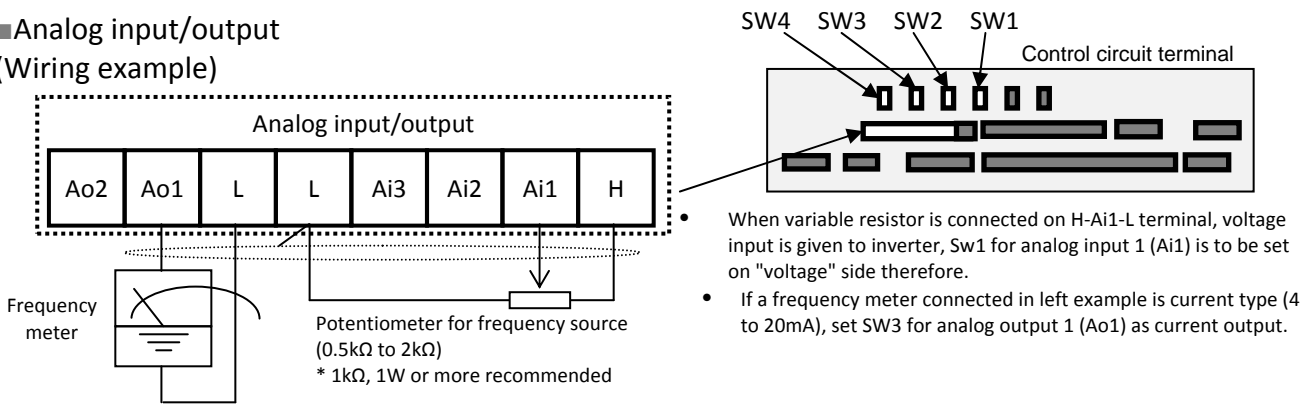 ■Analog input/output
(Wiring example)
Analog input/output
Ao2 Ao1 L L Ai3 Ai2 Ai1 H
Frequency
meter
Potentiometer for frequency source
(0.5kΩ to 2kΩ)
* 1kΩ, 1W or more recommended
SW4 SW3 SW2 SW1
Control circuit terminal
• When variable resistor is connected on H-Ai1-L terminal, voltage
input is given to inverter, Sw1 for analog input 1 (Ai1) is to be set
on "voltage" side therefore.
• If a frequency meter connected in left example is current type (4
to 20mA), set SW3 for analog output 1 (Ao1) as current output.